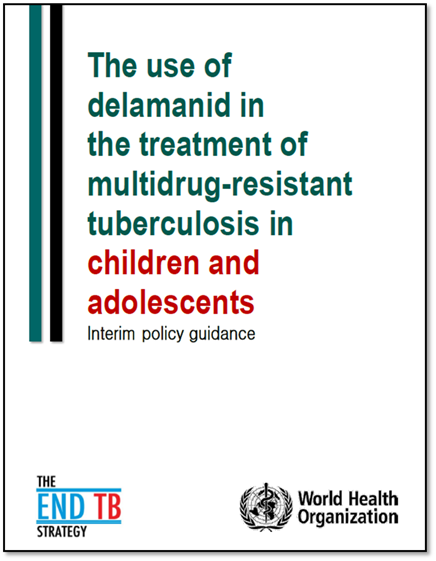 The use of
delamanid in
the treatment of
multidrug-resistant
tuberculosis in
children and
adolescents
Interim policy guidance
THE
END TB
STRATEGY
World Health
Organization